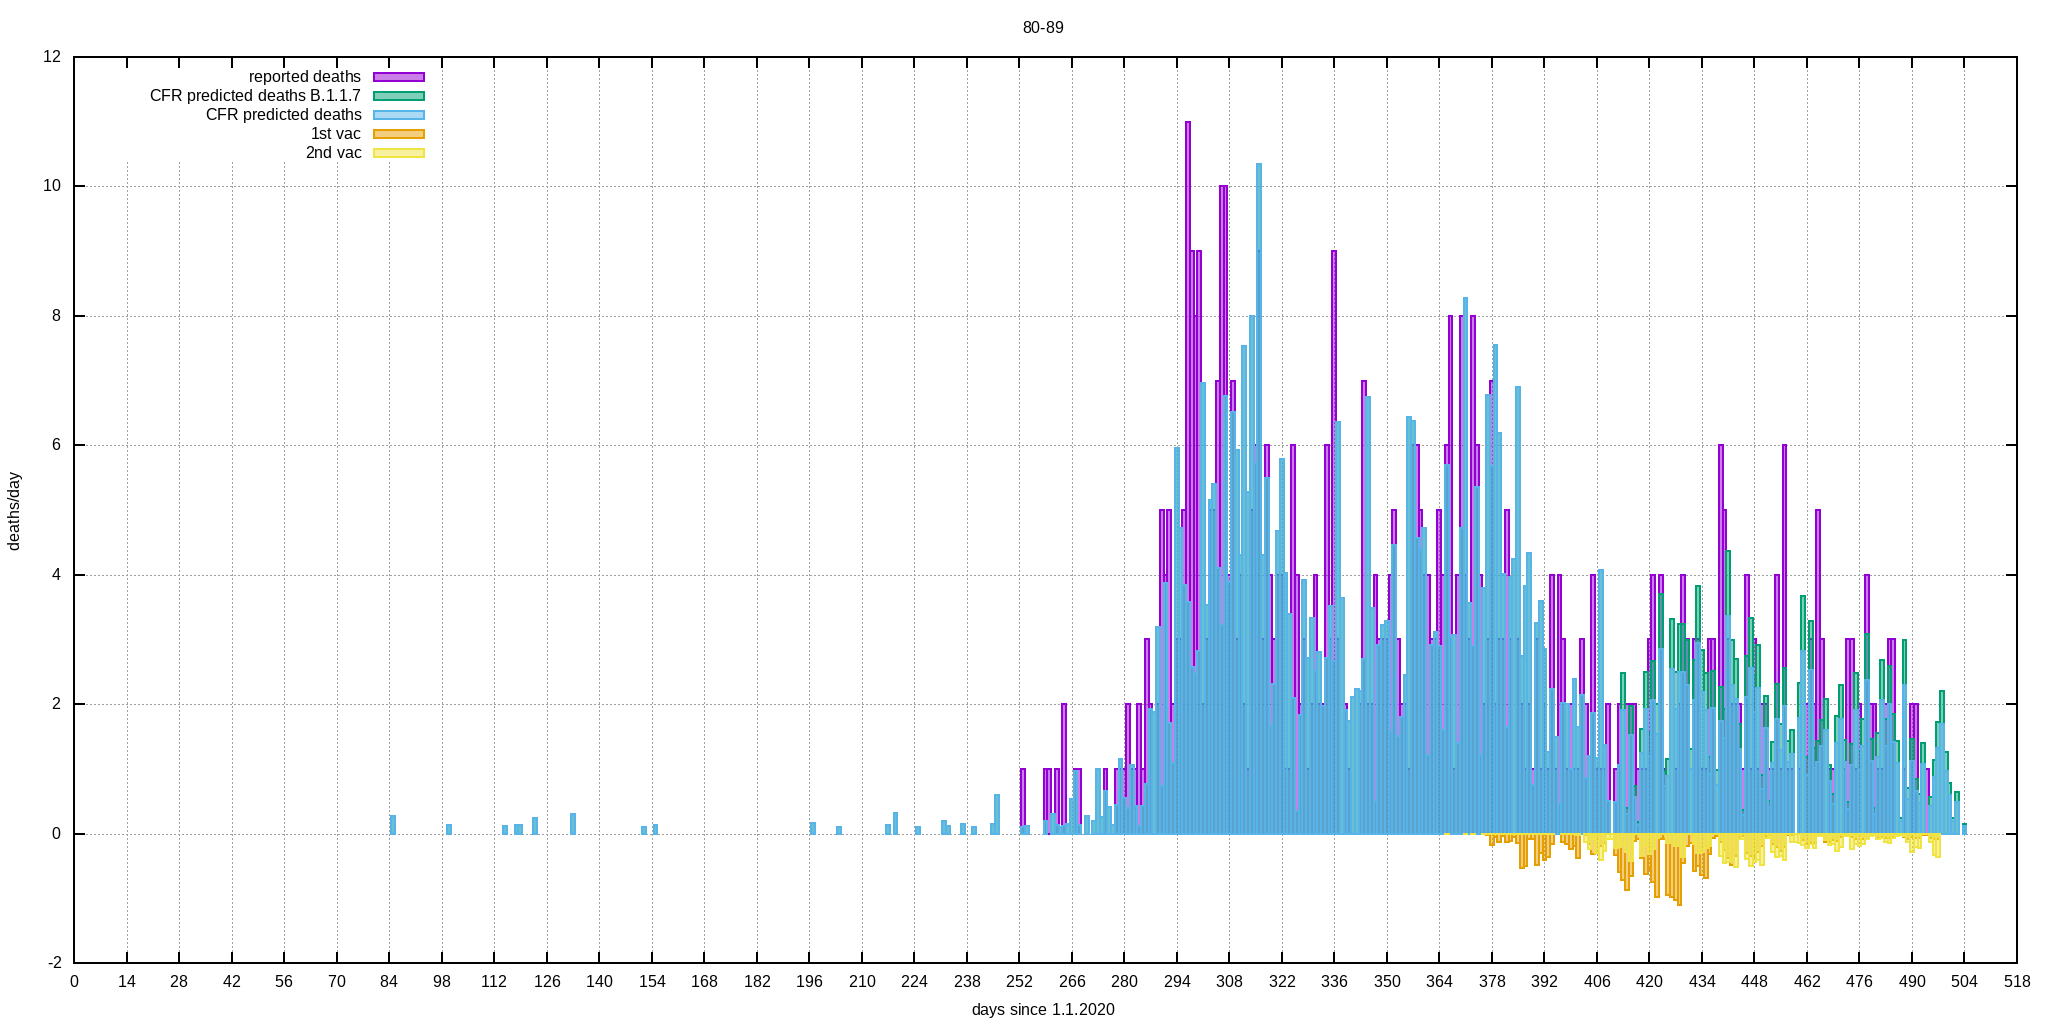 80-89
12
10
8
6
4
2
0
-2
deaths/day
reported deaths
CFR predicted deaths B.1.1.7
CFR predicted deaths
1st vac
2nd vac
0 14 28 42 56 70 84 98 112 126 140 154 168 182 196 210 224 238 252 266 280 294 308 322 336 350 364 378 392 406 420 434 448 462 476 490 504 518
days since 1.1.2020